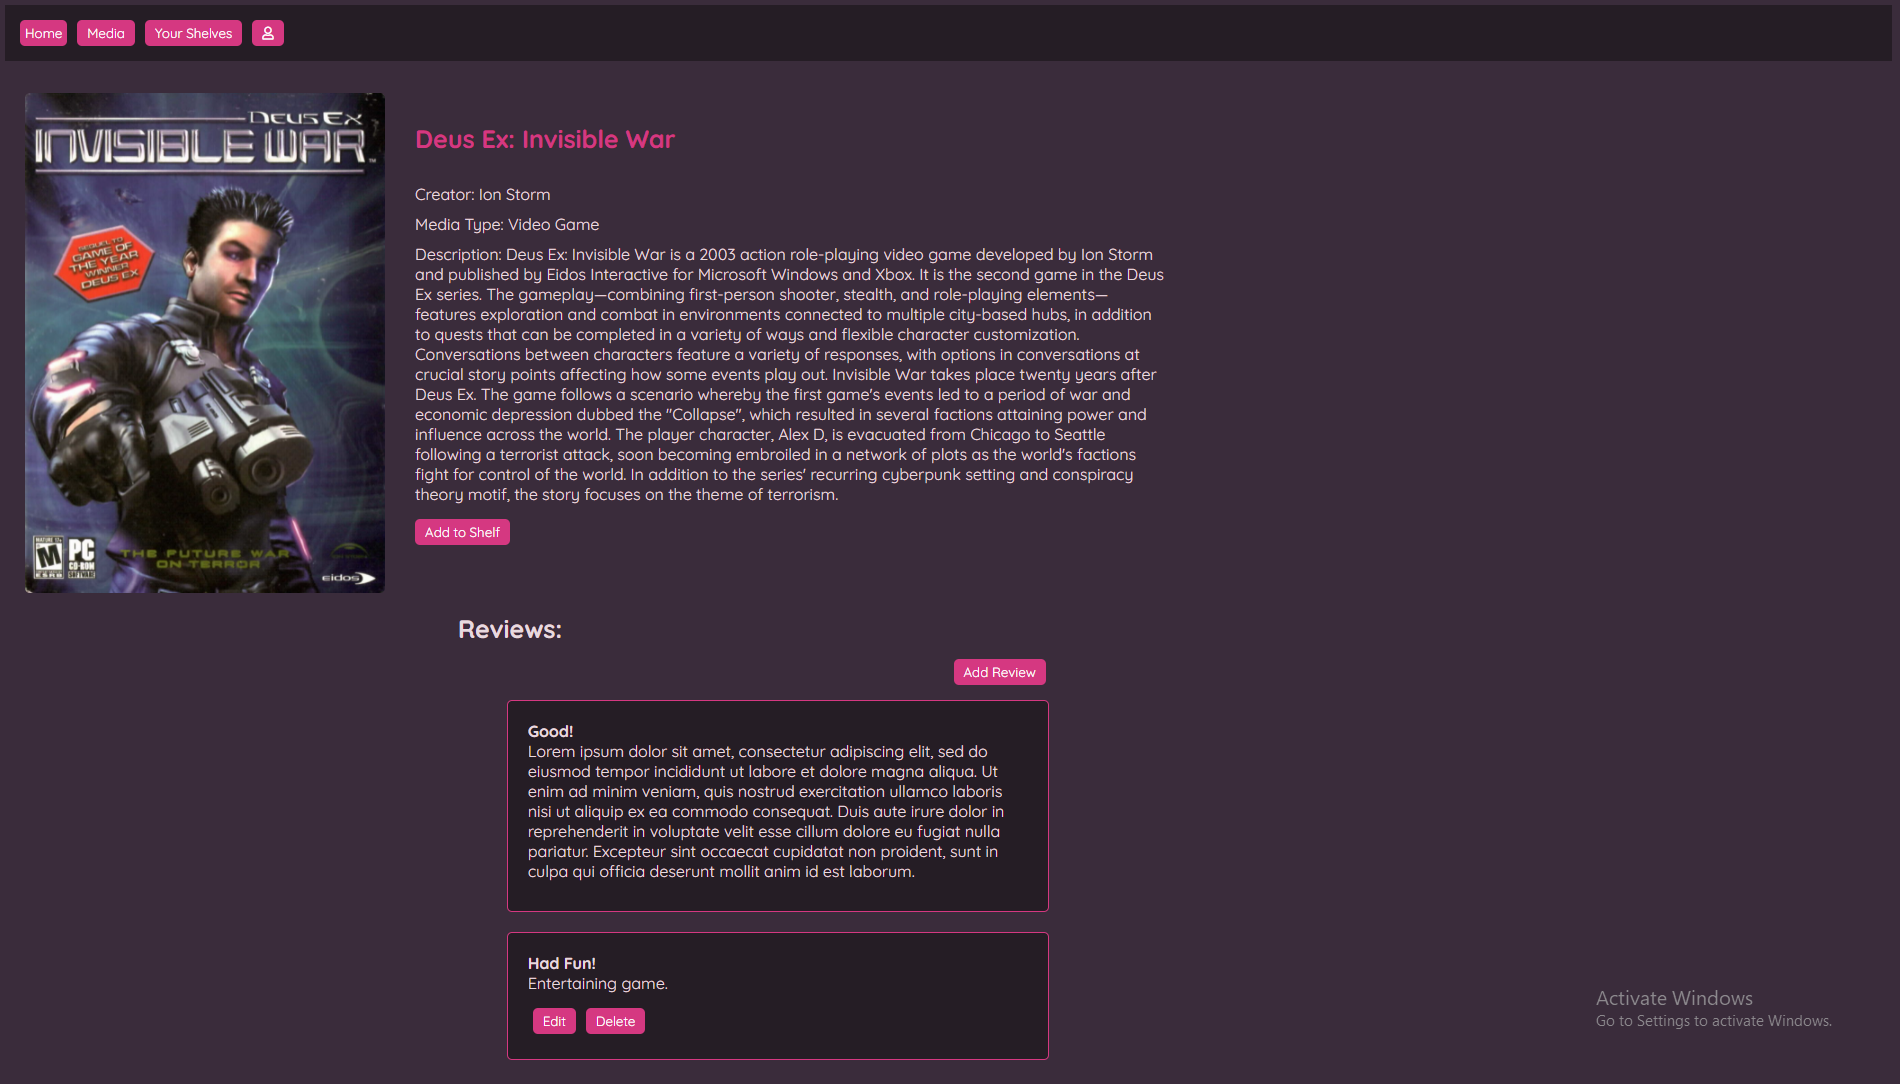 Home Media Your Shelves
DEUS EX
INVISIBLE WAR™
SEQUEL TO
GAME OF
THE YEAR
WINNER
DEUS EX
MATURE 17+
M
ESRB
PC
CD-ROM
SOFTWARE
THE FUTURE WAR
ON TERROR
eidos
Deus Ex: Invisible War
Creator: Ion Storm
Media Type: Video Game
Description: Deus Ex: Invisible War is a 2003 action role-playing video game developed by Ion Storm
and published by Eidos Interactive for Microsoft Windows and Xbox. It is the second game in the Deus
Ex series. The gameplay—combining first-person shooter, stealth, and role-playing elements—
features exploration and combat in environments connected to multiple city-based hubs, in addition
to quests that can be completed in a variety of ways and flexible character customization.
Conversations between characters feature a variety of responses, with options in conversations at
crucial story points affecting how some events play out. Invisible War takes place twenty years after
Deus Ex. The game follows a scenario whereby the first game's events led to a period of war and
economic depression dubbed the "Collapse", which resulted in several factions attaining power and
influence across the world. The player character, Alex D, is evacuated from Chicago to Seattle
following a terrorist attack, soon becoming embroiled in a network of plots as the world's factions
fight for control of the world. In addition to the series' recurring cyberpunk setting and conspiracy
theory motif, the story focuses on the theme of terrorism.
Add to Shelf
Reviews:
Add Review
Good!
Lorem ipsum dolor sit amet, consectetur adipiscing elit, sed do
eiusmod tempor incididunt ut labore et dolore magna aliqua. Ut
enim ad minim veniam, quis nostrud exercitation ullamco laboris
nisi ut aliquip ex ea commodo consequat. Duis aute irure dolor in
reprehenderit in voluptate velit esse cillum dolore eu fugiat nulla
pariatur. Excepteur sint occaecat cupidatat non proident, sunt in
culpa qui officia deserunt mollit anim id est laborum.
Had Fun!
Entertaining game.
Edit Delete
Activate Windows
Go to Settings to activate Windows.